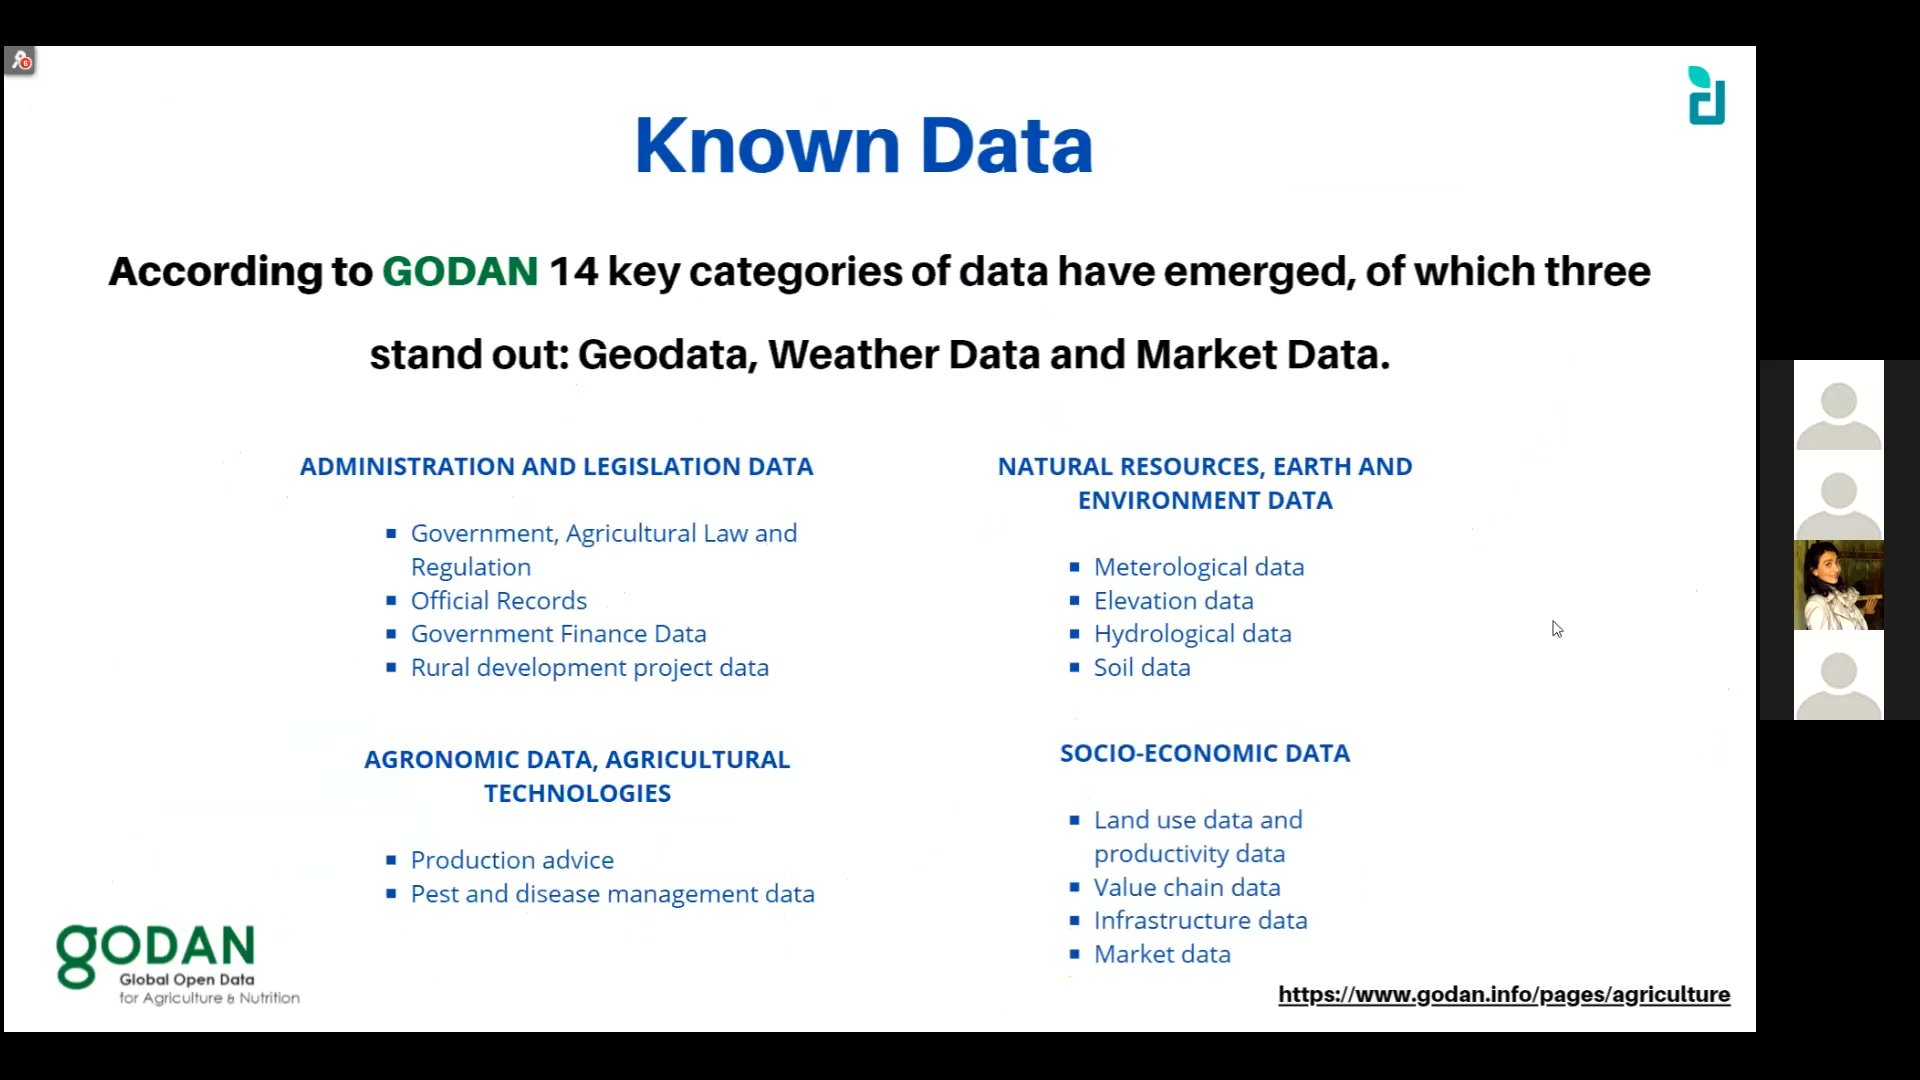 Known Data
According to GODAN 14 key categories of data have emerged, of which three
stand out: Geodata, Weather Data and Market Data.
ADMINISTRATION AND LEGISLATION DATA
Government, Agricultural Law and
Regulation
Official Records
Government Finance Data
Rural development project data
NATURAL RESOURCES, EARTH AND
ENVIRONMENT DATA
Meterological data
Elevation data
Hydrological data
Soil data
AGRONOMIC DATA, AGRICULTURAL
TECHNOLOGIES
Production advice
Pest and disease management data
SOCIO-ECONOMIC DATA
Land use data and
productivity data
Value chain data
Infrastructure data
Market data
gODAN
Global Open Data
for Agriculture & Nutrition
https://www.godan.info/pages/agriculture